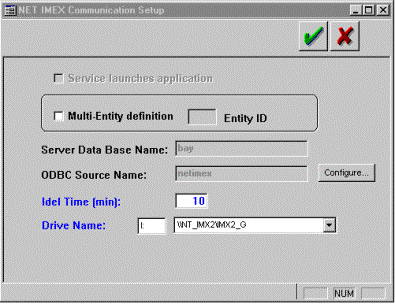 NET IMEX Communication Setup
Service launches application
Multi-Entity definition Entity ID
Server Data Base Name: bay
ODBC Source Name: netimex Configure...
Idel Time (min): 10
Drive Name: I: \\NT_IMX2\IMX2_G
NUM